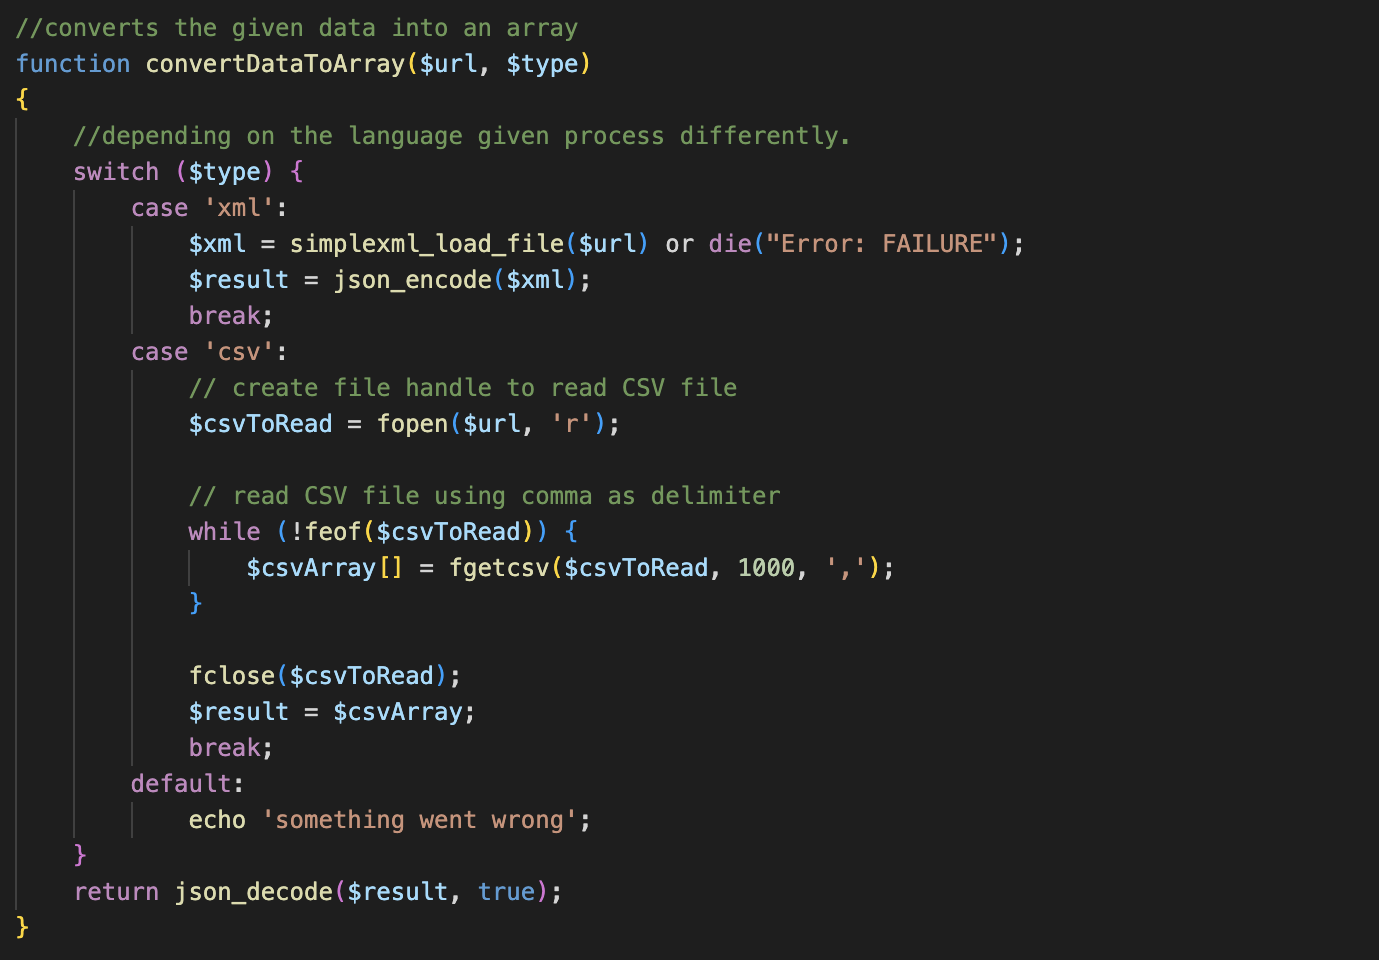 //converts the given data into an array
function convertDataToArray($url, $type)
{
    //depending on the language given process differently.
    switch ($type) {
        case 'xml':
            $xml = simplexml_load_file($url) or die("Error: FAILURE");
            $result = json_encode($xml);
            break;
        case 'csv':
            // create file handle to read CSV file
            $csvToRead = fopen($url, 'r');

            // read CSV file using comma as delimiter
            while (!feof($csvToRead)) {
                $csvArray[] = fgetcsv($csvToRead, 1000, ',');
            }

            fclose($csvToRead);
            $result = $csvArray;
            break;
        default:
            echo 'something went wrong';
    }
    return json_decode($result, true);
}